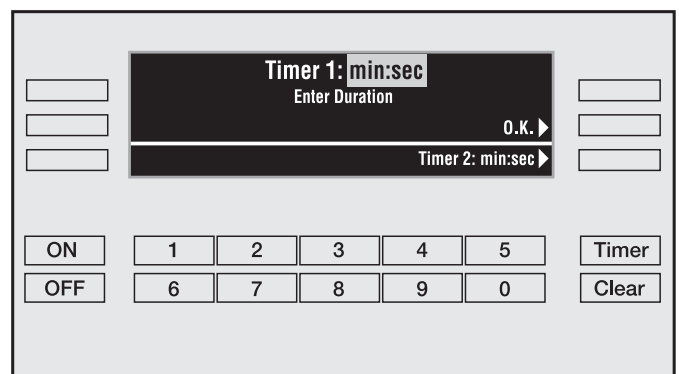 Timer 1: min:sec
Enter Duration
O.K.
Timer 2: min:sec
ON 1 2 3 4 5 Timer
OFF 6 7 8 9 0 Clear